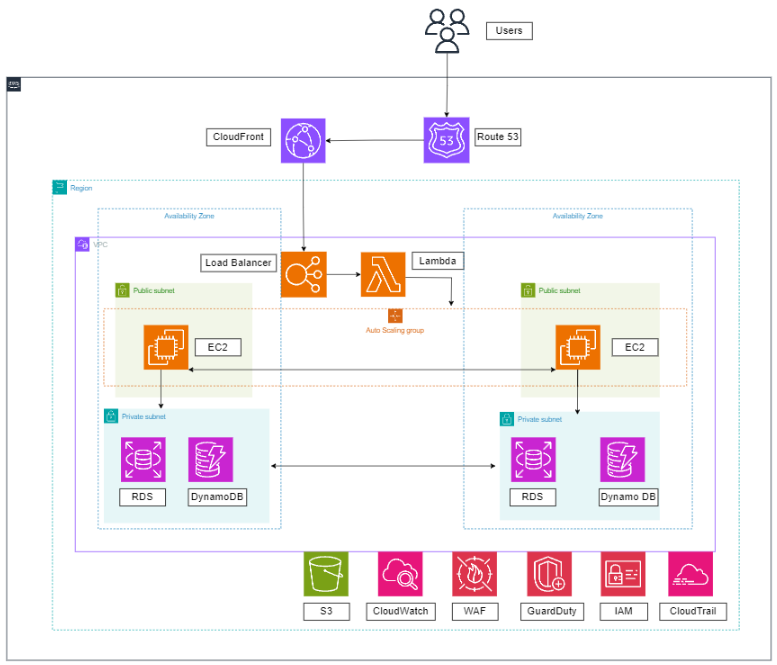 Users
aws
CloudFront
53
Route 53
Region
Availability Zone
Availability Zone
VPC
Load Balancer
Lambda
Public subnet
Public subnet
Auto Scaling group
EC2
EC2
Private subnet
Private subnet
RDS
DynamoDB
RDS
Dynamo DB
S3
CloudWatch
WAF
GuardDuty
IAM
CloudTrail